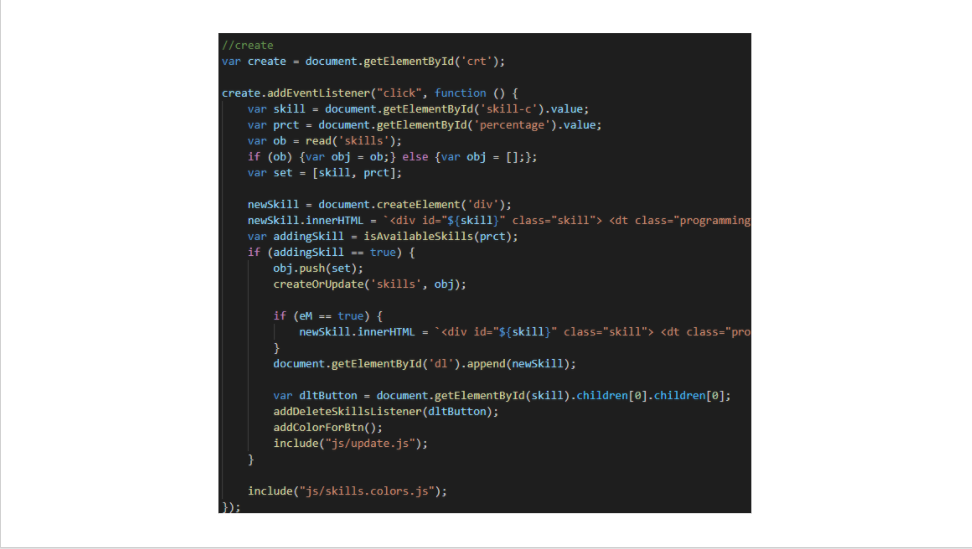 //create
var create = document.getElementById('crt');
create.addEventListener("click", function () {
var skill = document.getElementById('skill-c').value;
var prct = document.getElementById('percentage').value;
var ob = read('skills');
if (ob) {var obj = ob;} else {var obj = [];};
var set = [skill, prct];
newSkill = document.createElement('div');
newSkill.innerHTML = `<div id="${skill}" class="skill"> <dt class="programming
var addingSkill = isAvailableSkills(prct);
if (addingSkill == true) {
obj.push(set);
createOrUpdate('skills', obj);
if (eM == true) {
newSkill.innerHTML = `<div id="${skill}" class="skill"> <dt class="pro
}
document.getElementById('dl').append(newSkill);
var dltButton = document.getElementById(skill).children[0].children[0];
addDeleteSkillsListener(dltButton);
addColorForBtn();
include("js/update.js");
}
include("js/skills.colors.js");
});